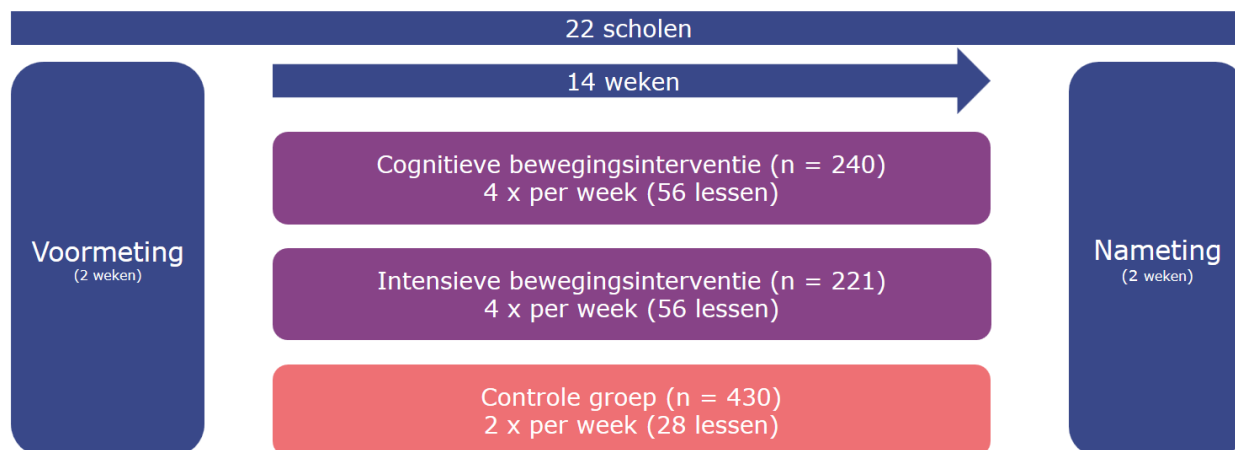 22 scholen
14 weken
Voormeting
(2 weken)
Cognitieve bewegingsinterventie (n = 240)
4 x per week (56 lessen)
Intensieve bewegingsinterventie (n = 221)
4 x per week (56 lessen)
Controle groep (n = 430)
2 x per week (28 lessen)
Nameting
(2 weken)